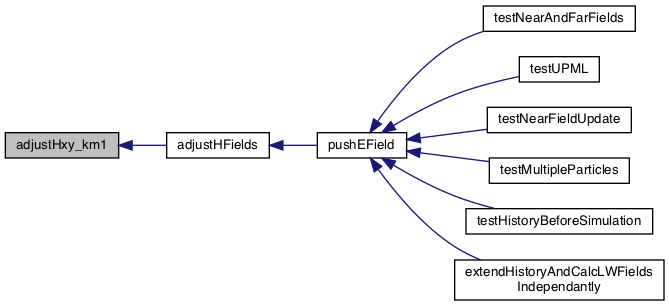 testNearAndFarFields
testUPML
testNearFieldUpdate
adjustHxy_km1
adjustHFields
pushEField
testMultipleParticles
testHistoryBeforeSimulation
extendHistoryAndCalcLWFields
Independantly